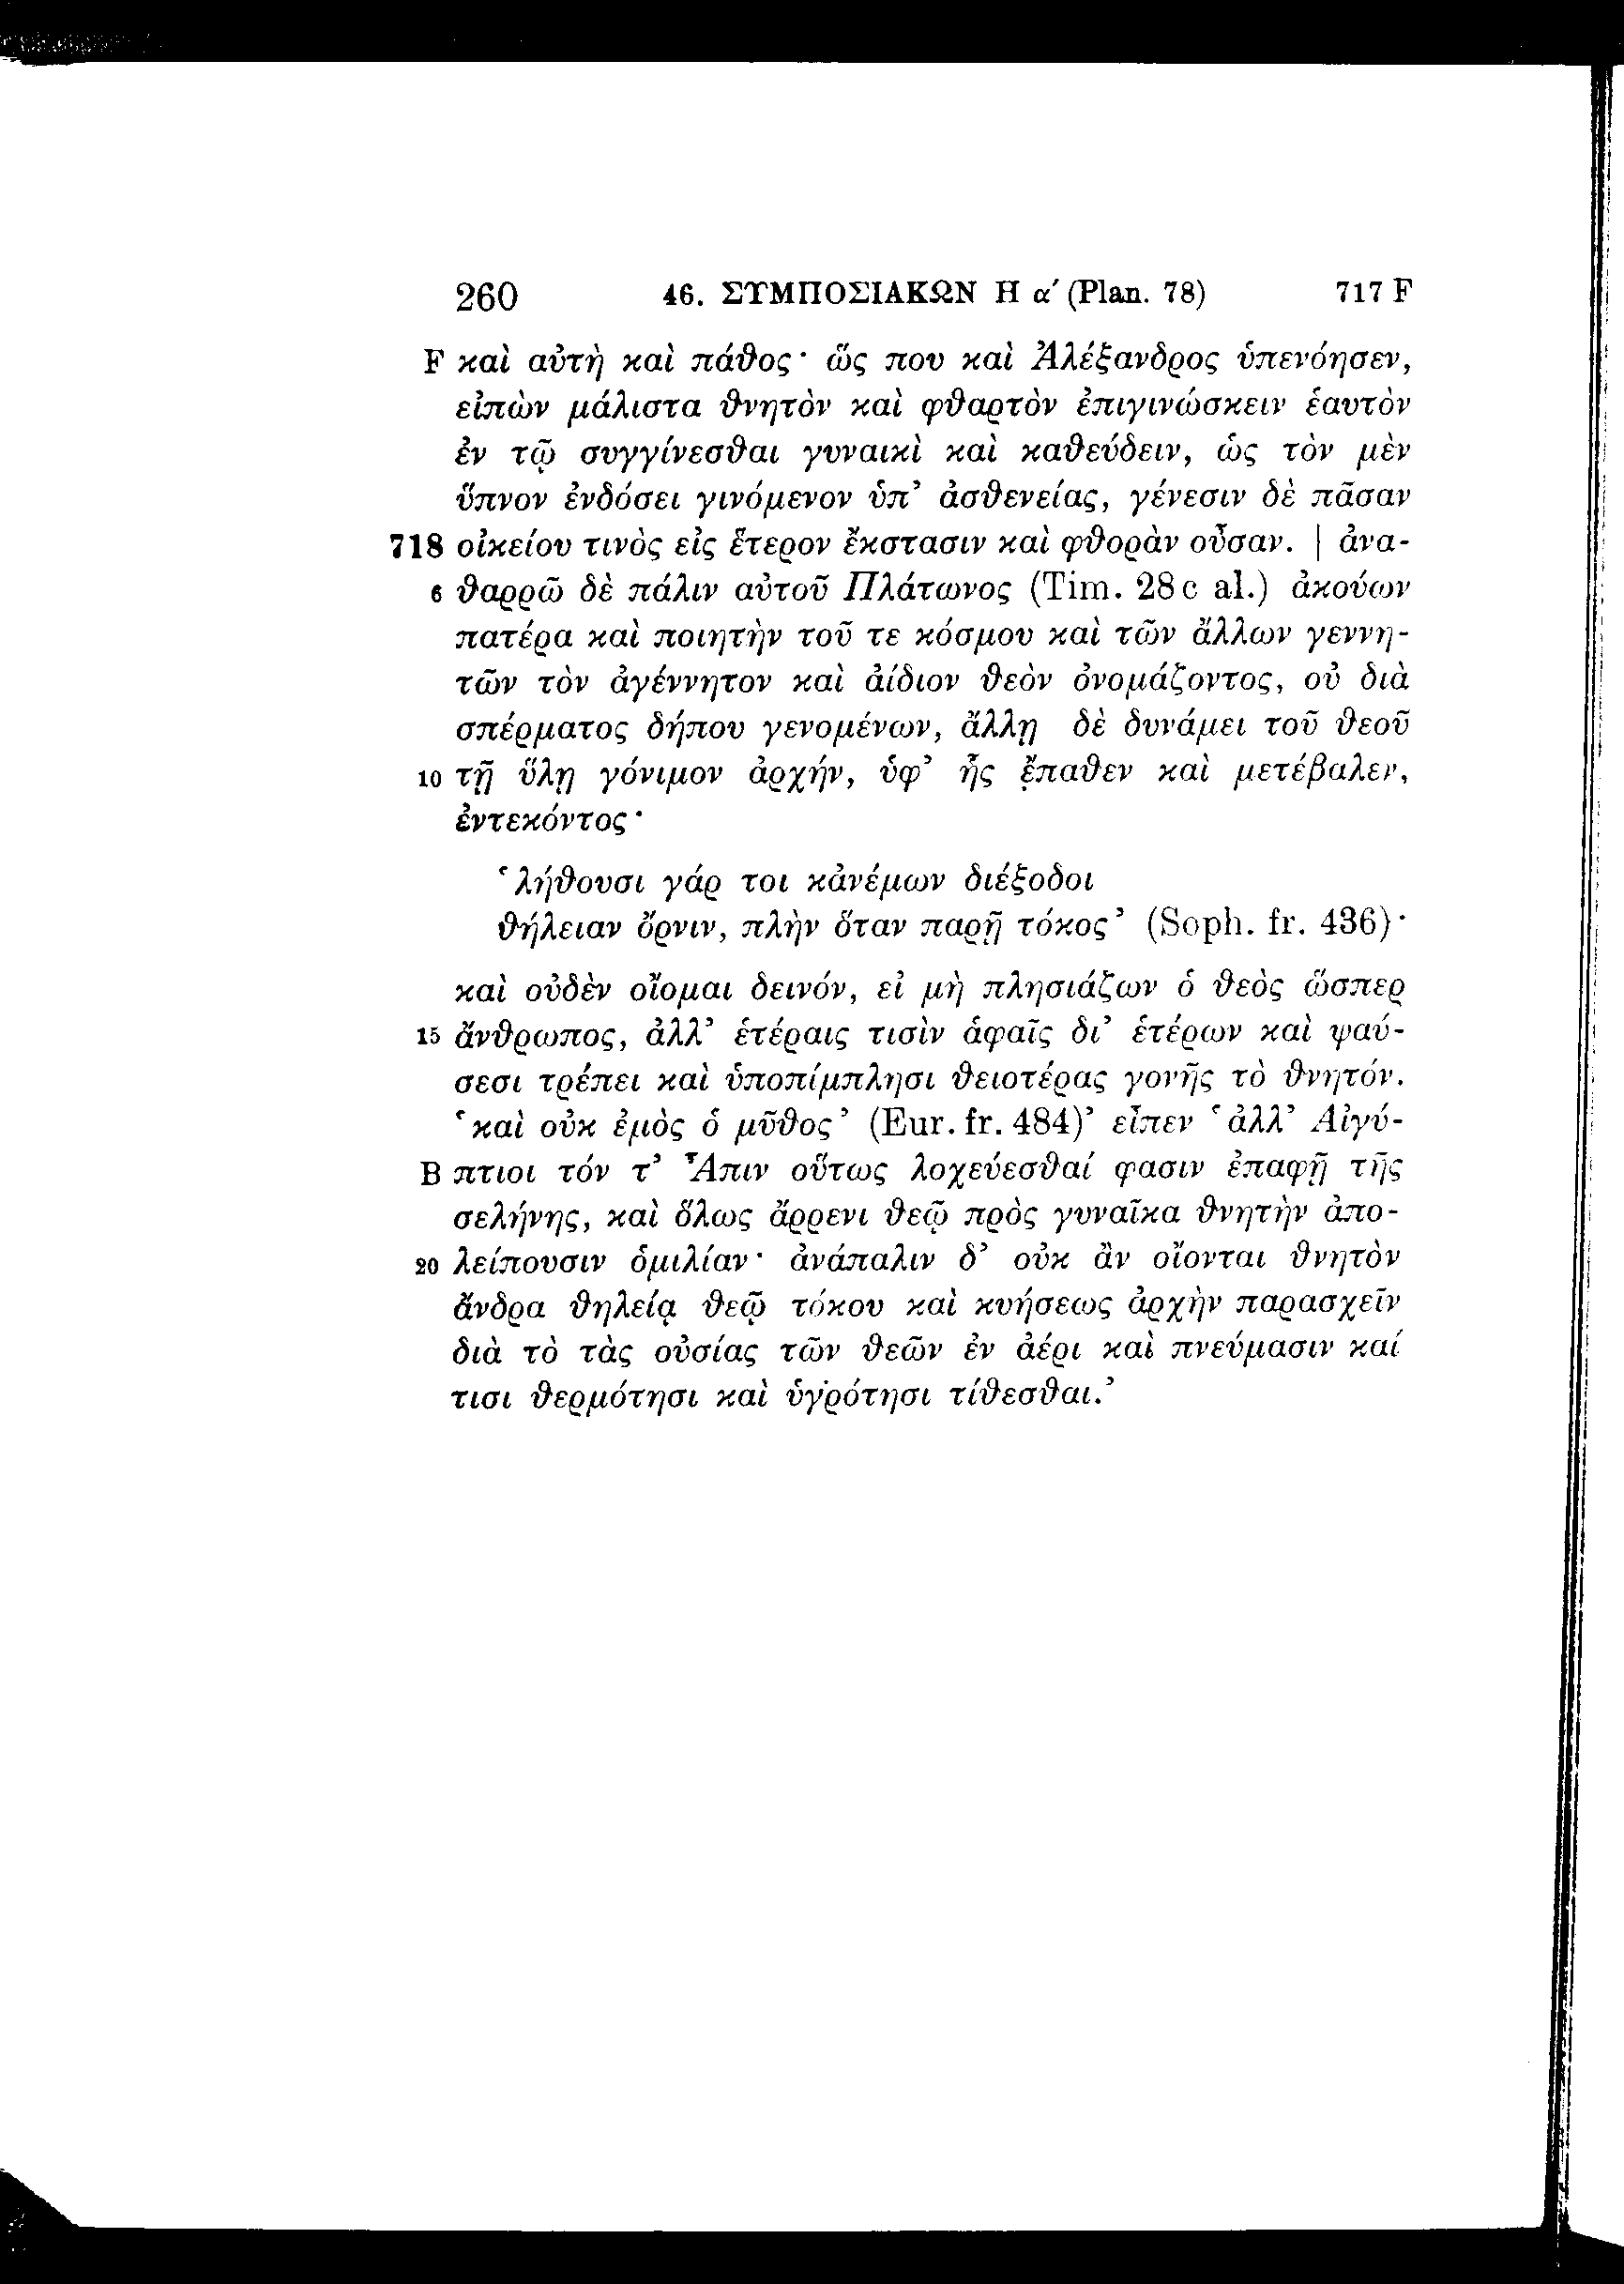 260 46. ΣΥΜΠΟΣΙΑΚΩΝ Η α΄ (Plan. 78) 717 F
F καὶ αὐτὴ καὶ πάθος· ὥς που καὶ Ἀλέξανδρος ὑπενόησεν,
εἰπὼν μάλιστα θνητὸν καὶ φθαρτὸν ἐπιγινώσκειν ἑαυτὸν
ἐν τῷ συγγίνεσθαι γυναικὶ καὶ καθεύδειν, ὡς τὸν μὲν
ὕπνον ἐνδόσει γινόμενον ὑπ’ ἀσθενείας, γένεσιν δὲ πᾶσαν
718 οἰκείου τινὸς εἰς ἕτερον ἔκστασιν καὶ φθορὰν οὖσαν. | ἀνα-
6 θαρρῶ δὲ πάλιν αὐτοῦ Πλάτωνος (Tim. 28 c al.) ἀκούων
πατέρα καὶ ποιητὴν τοῦ τε κόσμου καὶ τῶν ἄλλων γεννη-
τῶν τὸν ἀγέννητον καὶ ἀίδιον θεὸν ὀνομάζοντος, οὐ διὰ
σπέρματος δήπου γενομένων, ἄλλῃ δὲ δυνάμει τοῦ θεοῦ
10 τῇ ὕλῃ γόνιμον ἀρχήν, ὑφ’ ἧς ἔπαθεν καὶ μετέβαλεν,
ἐντεκόντος·
‘λήθουσι γάρ τοι κἀνέμων διέξοδοι
θήλειαν ὄρνιν, πλὴν ὅταν παρῇ τόκος’ (Soph. fr. 436)·
καὶ οὐδὲν οἴομαι δεινόν, εἰ μὴ πλησιάζων ὁ θεὸς ὥσπερ
15 ἄνθρωπος, ἀλλ’ ἑτέραις τισὶν ἁφαῖς δι’ ἑτέρων καὶ ψαύ-
σεσι τρέπει καὶ ὑποπίμπλησι θειοτέρας γονῆς τὸ θνητόν.
‘καὶ οὐκ ἐμὸς ὁ μῦθος’ (Eur. fr. 484)’ εἶπεν ‘ἀλλ’ Αἰγύ-
B πτιοι τόν τ’ Ἆπιν οὕτως λοχεύεσθαί φασιν ἐπαφῇ τῆς
σελήνης, καὶ ὅλως ἄρρενι θεῷ πρὸς γυναῖκα θνητὴν ἀπο-
20 λείπουσιν ὁμιλίαν· ἀνάπαλιν δ’ οὐκ ἂν οἴονται θνητὸν
ἄνδρα θηλείᾳ θεῷ τόκου καὶ κυήσεως ἀρχὴν παρασχεῖν
διὰ τὸ τὰς οὐσίας τῶν θεῶν ἐν ἀέρι καὶ πνεύμασιν καί
τισι θερμότησι καὶ ὑγρότησι τίθεσθαι.’